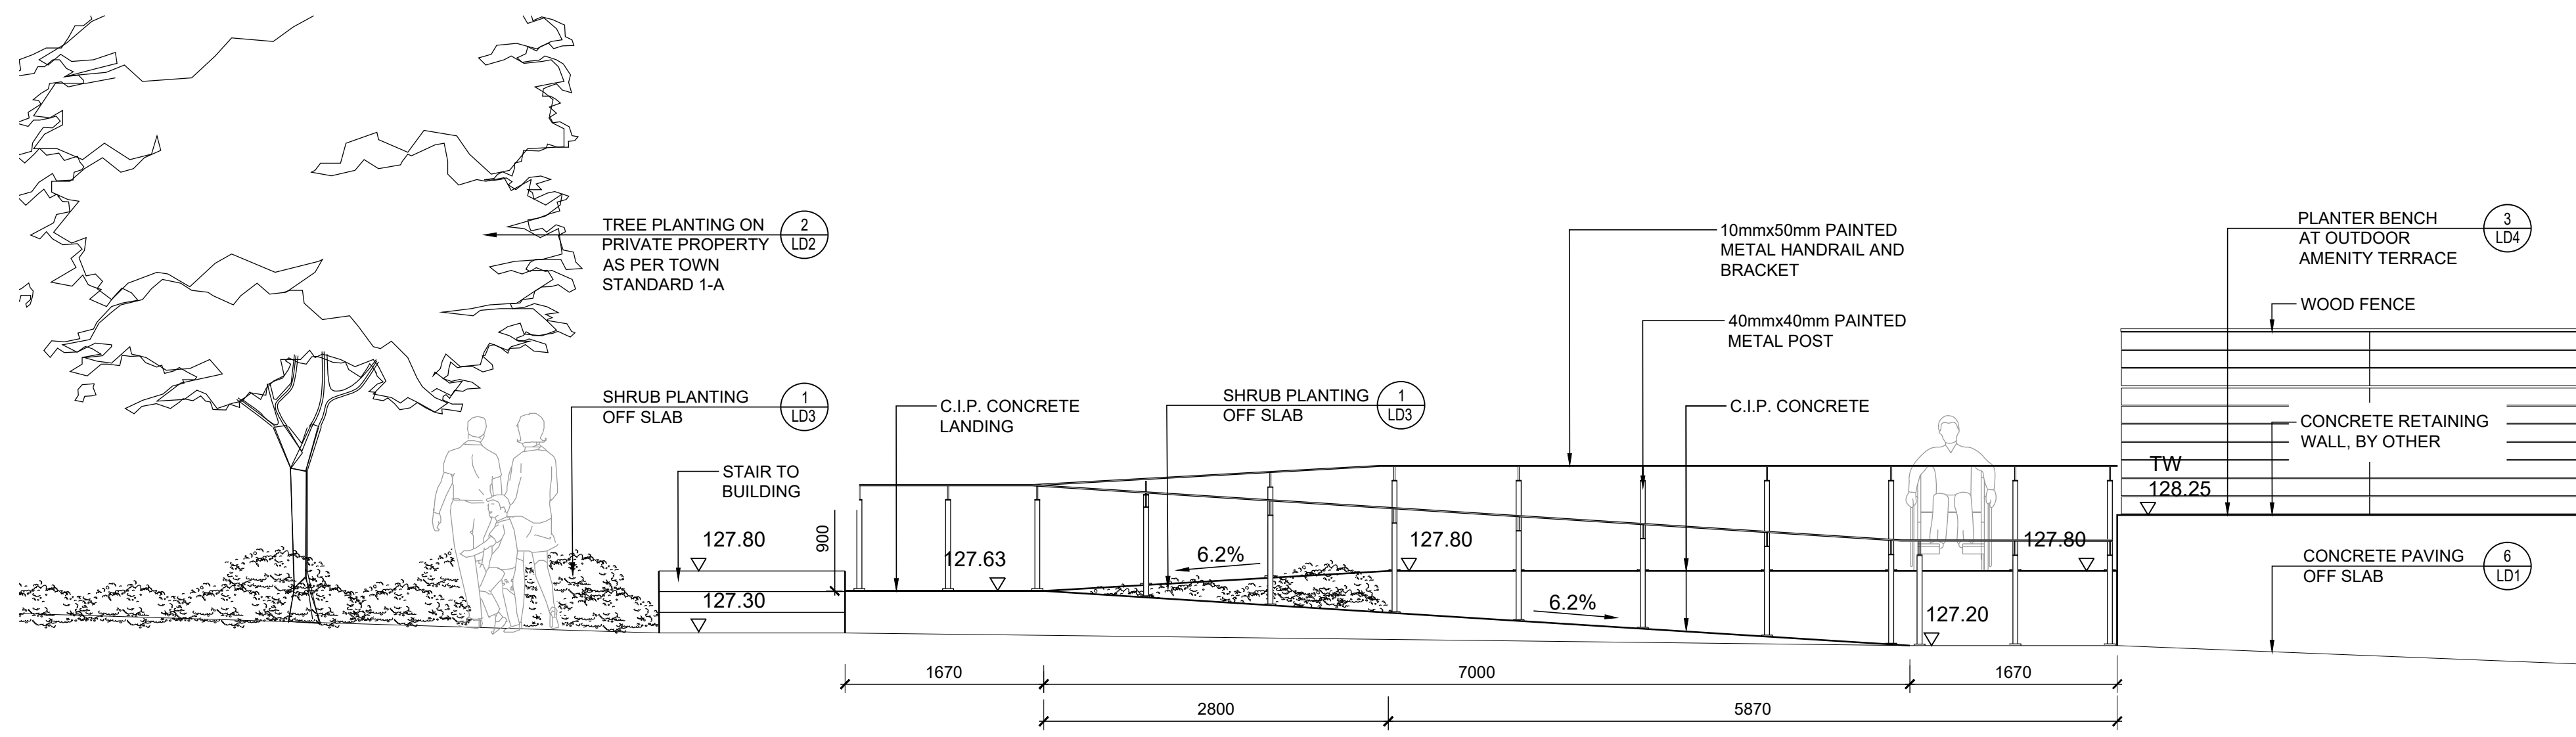 TREE PLANTING ON
PRIVATE PROPERTY
AS PER TOWN
STANDARD 1-A
2
LD2
10mmx50mm PAINTED
METAL HANDRAIL AND
BRACKET
PLANTER BENCH
AT OUTDOOR
AMENITY TERRACE
3
LD4
WOOD FENCE
40mmx40mm PAINTED
METAL POST
SHRUB PLANTING
OFF SLAB
1
LD3
C.I.P. CONCRETE
LANDING
SHRUB PLANTING
OFF SLAB
1
LD3
C.I.P. CONCRETE
CONCRETE RETAINING
WALL, BY OTHER
STAIR TO
BUILDING
TW
128.25
127.80
900
127.63
6.2%
127.80
127.80
CONCRETE PAVING
OFF SLAB
6
LD1
127.30
6.2%
127.20
1670
7000
1670
2800
5870